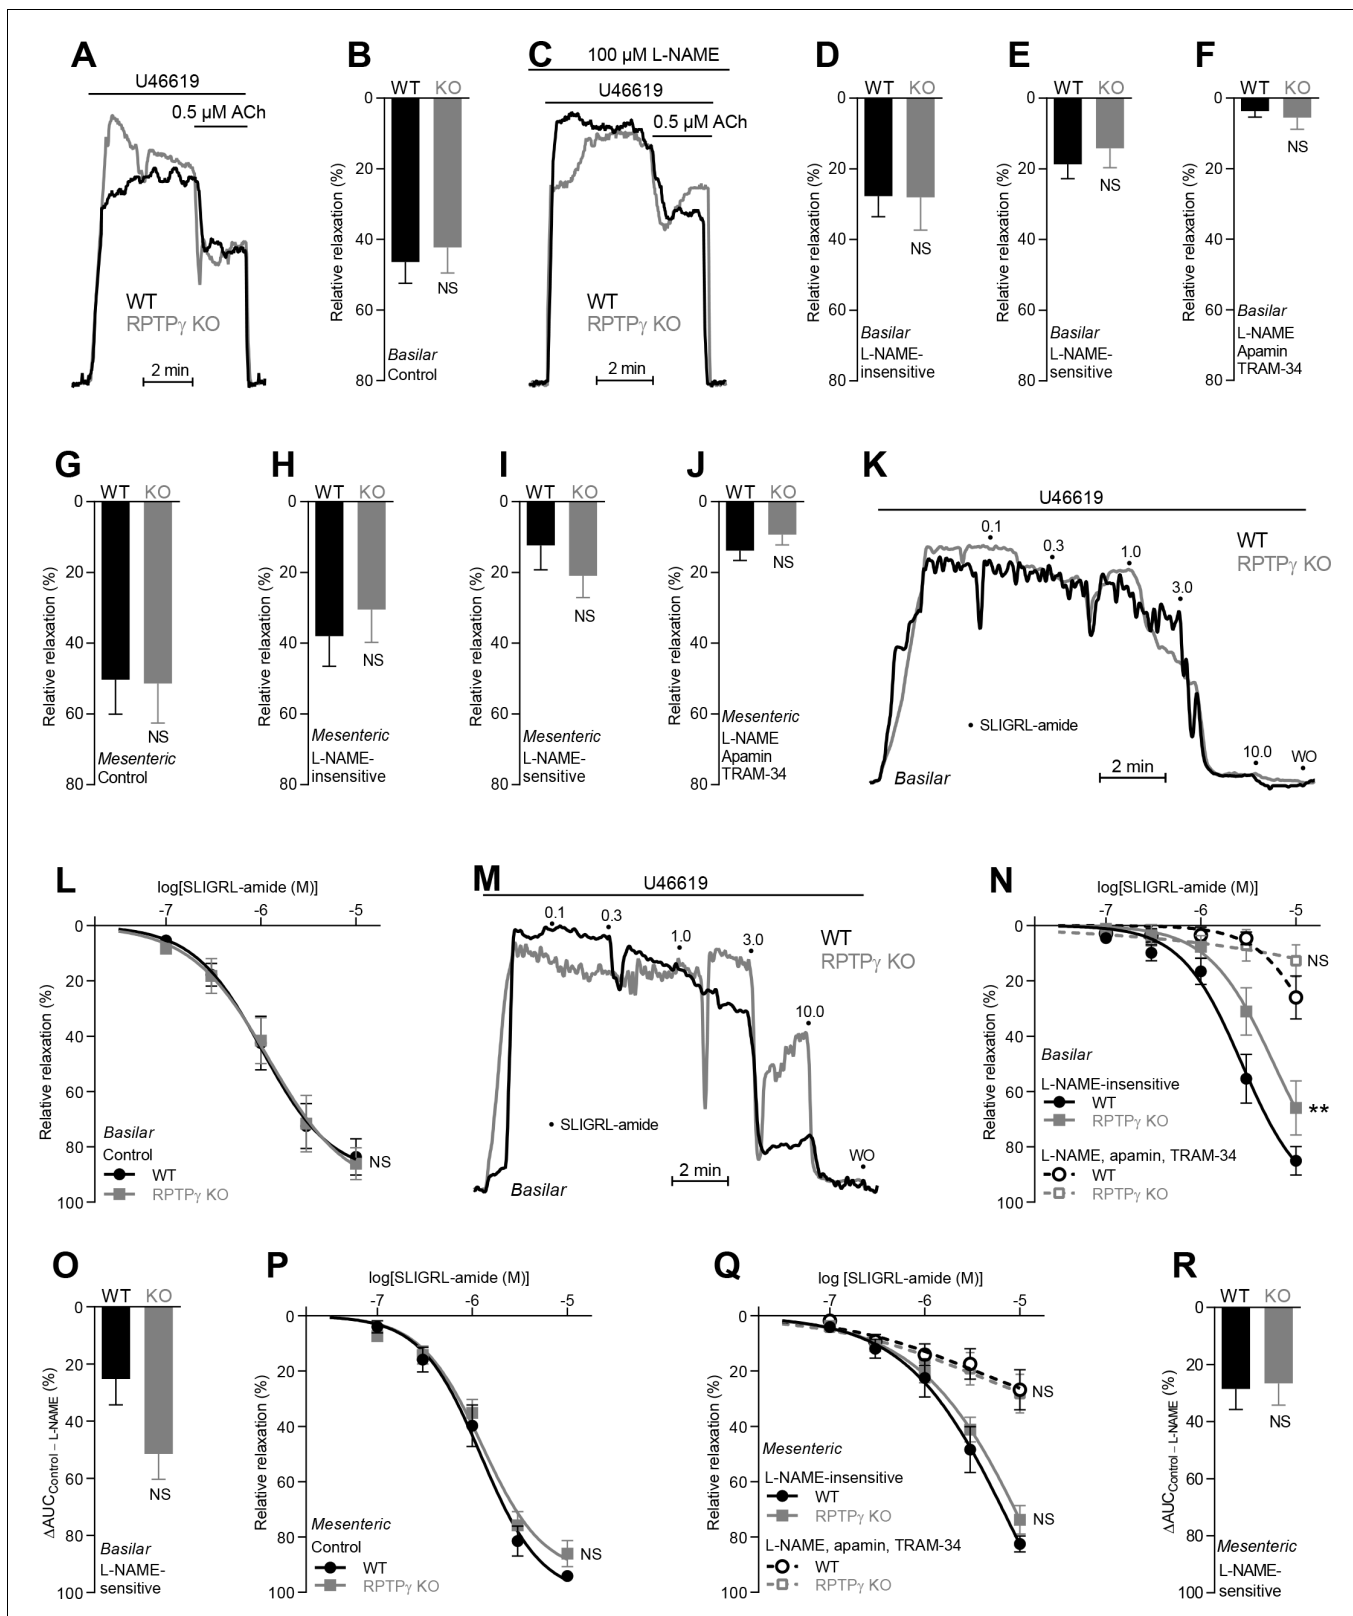 A
U46619
0.5 µM ACh
WT
RPTPγ KO
2 min
B
WT KO
Relative relaxation (%)
0
20
40
60
80
NS
Basilar
Control
C
100 µM L-NAME
U46619
0.5 µM ACh
WT
RPTPγ KO
2 min
D
WT KO
Relative relaxation (%)
0
20
40
60
80
NS
Basilar
L-NAME-
insensitive
E
WT KO
Relative relaxation (%)
0
20
40
60
80
NS
Basilar
L-NAME-
sensitive
F
WT KO
Relative relaxation (%)
0
20
40
60
80
NS
Basilar
L-NAME
Apamin
TRAM-34
G
WT KO
Relative relaxation (%)
0
20
40
60
80
NS
Mesenteric
Control
H
WT KO
Relative relaxation (%)
0
20
40
60
80
NS
Mesenteric
L-NAME-
insensitive
I
WT KO
Relative relaxation (%)
0
20
40
60
80
NS
Mesenteric
L-NAME-
sensitive
J
WT KO
Relative relaxation (%)
0
20
40
60
80
NS
Mesenteric
L-NAME
Apamin
TRAM-34
K
U46619
0.1
0.3
1.0
3.0
10.0
WO
WT
RPTPγ KO
• SLIGRL-amide
2 min
Basilar
L
log[SLIGRL-amide (M)]
-7 -6 -5
Relative relaxation (%)
0
20
40
60
80
100
NS
Basilar
Control
WT
RPTPγ KO
M
U46619
0.1
0.3
1.0
3.0
10.0
WO
WT
RPTPγ KO
• SLIGRL-amide
2 min
Basilar
N
log[SLIGRL-amide (M)]
-7 -6 -5
Relative relaxation (%)
0
20
40
60
80
100
NS
**
Basilar
L-NAME-insensitive
WT
RPTPγ KO
L-NAME, apamin, TRAM-34
WT
RPTPγ KO
O
WT KO
ΔAUCControl – L-NAME (%)
0
20
40
60
80
100
NS
Basilar
L-NAME-
sensitive
P
log[SLIGRL-amide (M)]
-7 -6 -5
Relative relaxation (%)
0
20
40
60
80
100
NS
Mesenteric
Control
WT
RPTPγ KO
Q
log [SLIGRL-amide (M)]
-7 -6 -5
Relative relaxation (%)
0
20
40
60
80
100
NS
NS
Mesenteric
L-NAME-insensitive
WT
RPTPγ KO
L-NAME, apamin, TRAM-34
WT
RPTPγ KO
R
WT KO
ΔAUCControl – L-NAME (%)
0
20
40
60
80
100
NS
Mesenteric
L-NAME-
sensitive